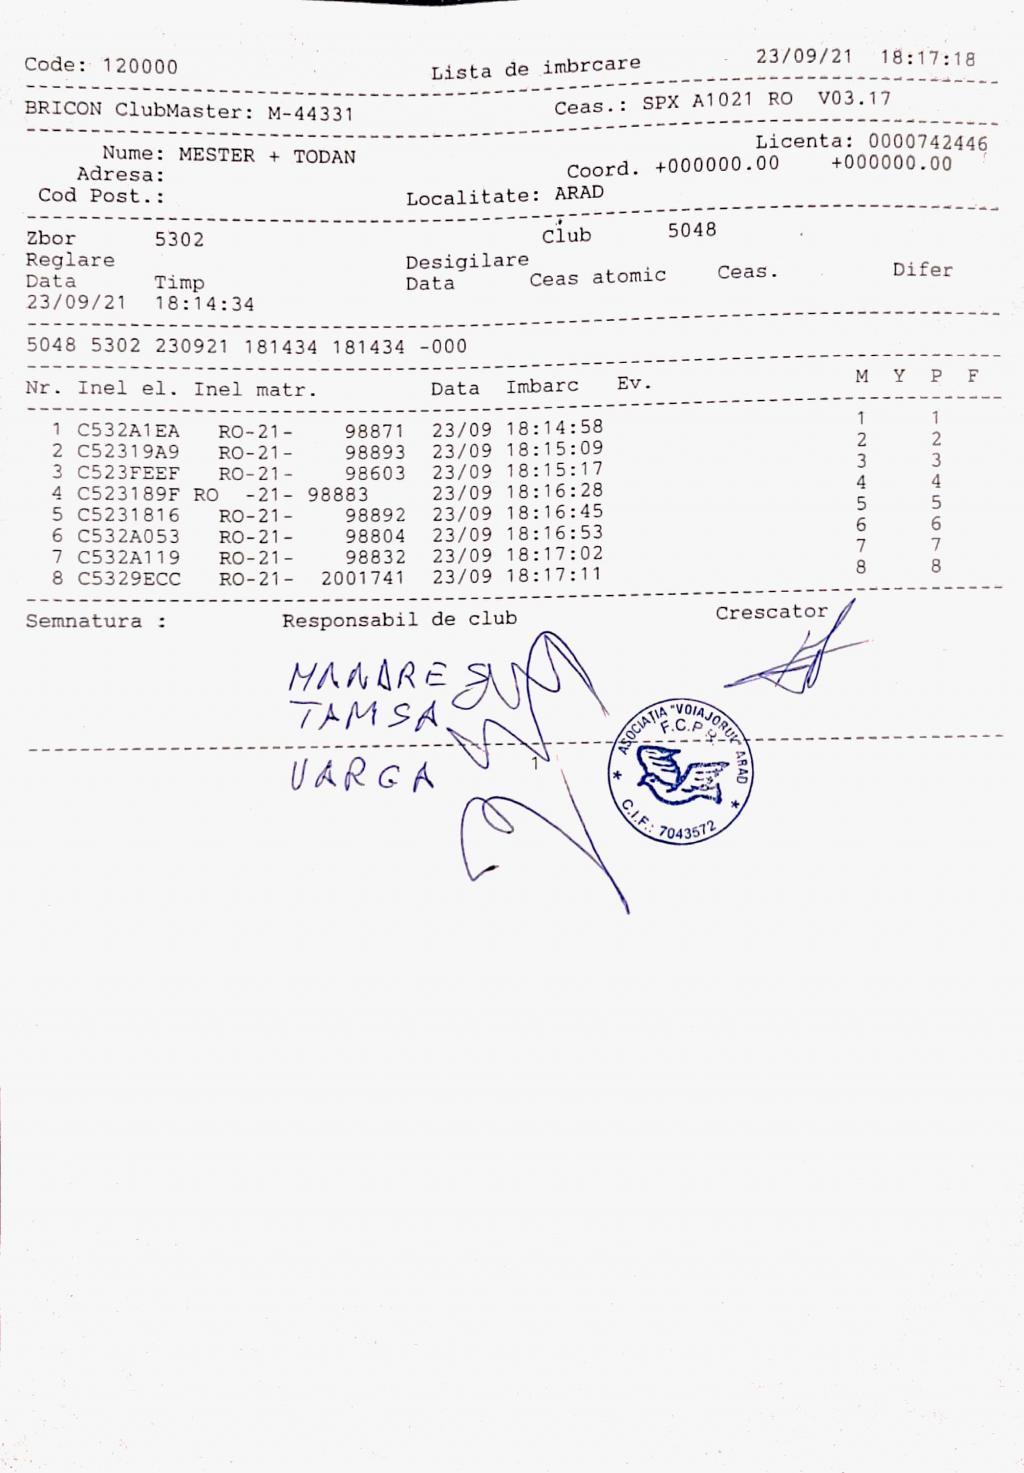 Code: 120000 Lista de imbrcare 23/09/21 18:17:18
BRICON ClubMaster: M-44331 Ceas.: SPX A1021 RO V03.17
Licenta: 0000742446
Nume: MESTER + TODAN
Adresa: Coord. +000000.00 +000000.00
Cod Post.: Localitate: ARAD
Zbor 5302 Club 5048
Reglare Desigilare
Data Timp Data Ceas atomic Ceas. Difer
23/09/21 18:14:34
5048 5302 230921 181434 181434 -000
Nr. Inel el. Inel matr. Data Imbarc Ev. M Y P F
1 C532A1EA RO-21- 98871 23/09 18:14:58 1 1
2 C52319A9 RO-21- 98893 23/09 18:15:09 2 2
3 C523FEEF RO-21- 98603 23/09 18:15:17 3 3
4 C523189F RO -21- 98883 23/09 18:16:28 4 4
5 C5231816 RO-21- 98892 23/09 18:16:45 5 5
6 C532A053 RO-21- 98804 23/09 18:16:53 6 6
7 C532A119 RO-21- 98832 23/09 18:17:02 7 7
8 C5329ECC RO-21- 2001741 23/09 18:17:11 8 8
Semnatura : Responsabil de club Crescator
MANDRE
TAMSA
VARGA
1
ASOCIAȚIA "VOIAJORUL" ARAD
F.C.P.R.
* C.I.F.: 7043572 *